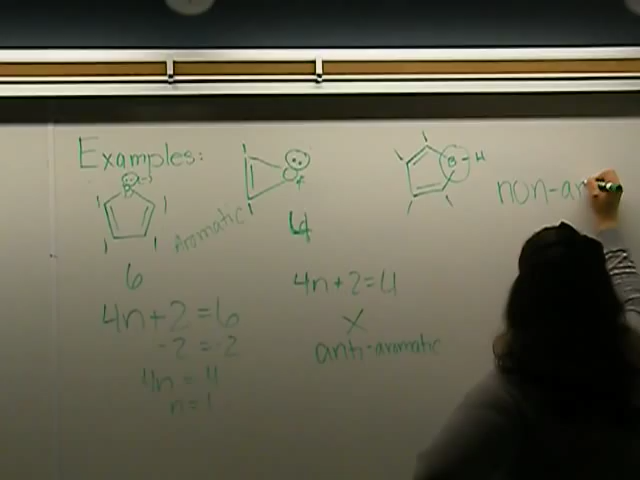 Examples:
B - H
non-ar
Aromatic
6
4
4n+2=6
-2 = -2
4n = 4
n = 1
4n+2=4
X
anti-aromatic